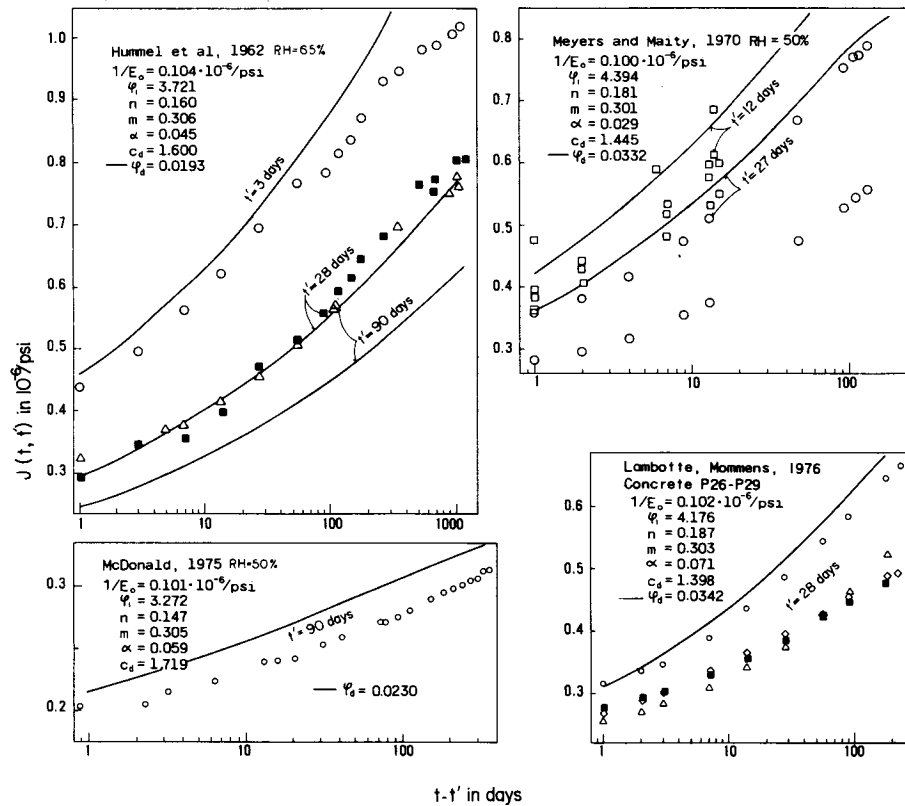 Hummel et al, 1962 RH=65%
1/E₀ = 0.104·10⁻⁶/psi
φ₁ = 3.721
n = 0.160
m = 0.306
α = 0.045
c_d = 1.600
φ_d = 0.0193
t'= 3 days
t'= 28 days
t'= 90 days
1.0
0.9
0.8
0.7
0.6
0.5
0.4
0.3
1
10
100
1000
J (t, t') in 10⁻⁶/psi
Meyers and Maity, 1970 RH = 50%
1/E₀ = 0.100·10⁻⁶/psi
φ₁ = 4.394
n = 0.181
m = 0.301
α = 0.029
c_d = 1.445
φ_d = 0.0332
t'= 12 days
t'= 27 days
0.8
0.7
0.6
0.5
0.4
0.3
1
10
100
McDonald, 1975 RH=50%
1/E₀ = 0.101·10⁻⁶/psi
φ₁ = 3.272
n = 0.147
m = 0.305
α = 0.059
c_d = 1.719
φ_d = 0.0230
t'= 90 days
0.3
0.2
1
10
100
Lambotte, Mommens, 1976
Concrete P26-P29
1/E₀ = 0.102·10⁻⁶/psi
φ₁ = 4.176
n = 0.187
m = 0.303
α = 0.071
c_d = 1.398
φ_d = 0.0342
t'= 28 days
0.6
0.5
0.4
0.3
1
10
100
t-t' in days